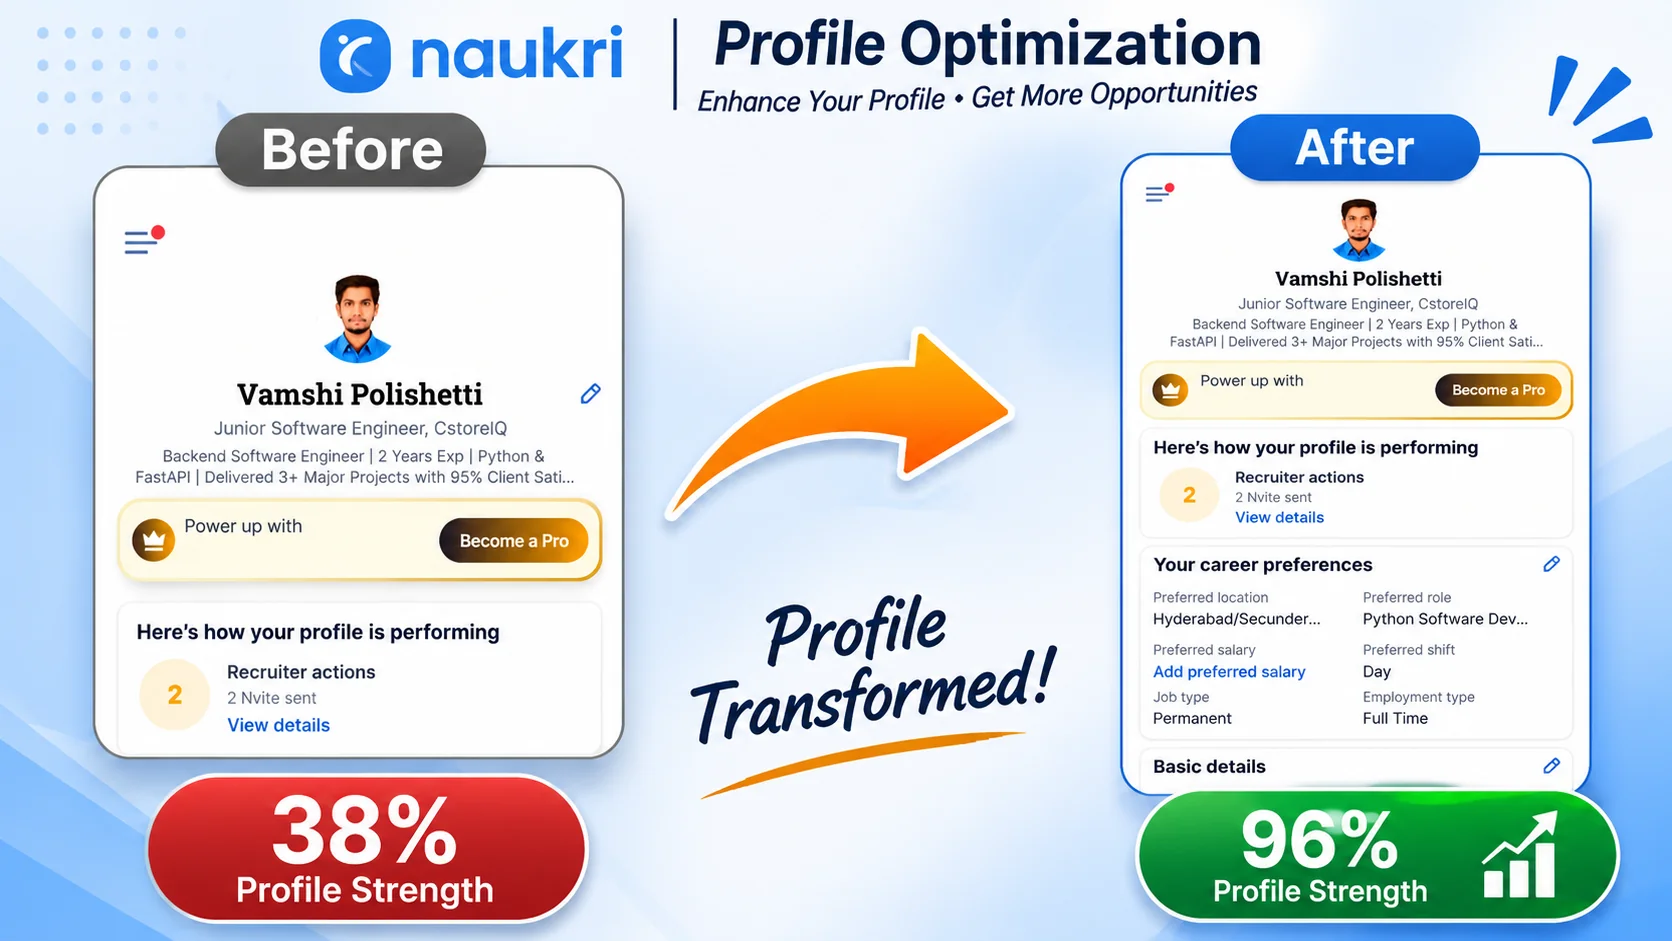 naukri
Profile Optimization
Enhance Your Profile • Get More Opportunities
Before
Vamshi Polishetti
Junior Software Engineer, CstoreIQ
Backend Software Engineer | 2 Years Exp | Python &
FastAPI | Delivered 3+ Major Projects with 95% Client Sati...
Power up with
Become a Pro
Here's how your profile is performing
2
Recruiter actions
2 Nvite sent
View details
38%
Profile Strength
Profile
Transformed!
After
Vamshi Polishetti
Junior Software Engineer, CstoreIQ
Backend Software Engineer | 2 Years Exp | Python &
FastAPI | Delivered 3+ Major Projects with 95% Client Sati...
Power up with
Become a Pro
Here's how your profile is performing
2
Recruiter actions
2 Nvite sent
View details
Your career preferences
Preferred location
Hyderabad/Secunder...
Preferred role
Python Software Dev...
Preferred salary
Add preferred salary
Preferred shift
Day
Job type
Permanent
Employment type
Full Time
Basic details
96%
Profile Strength